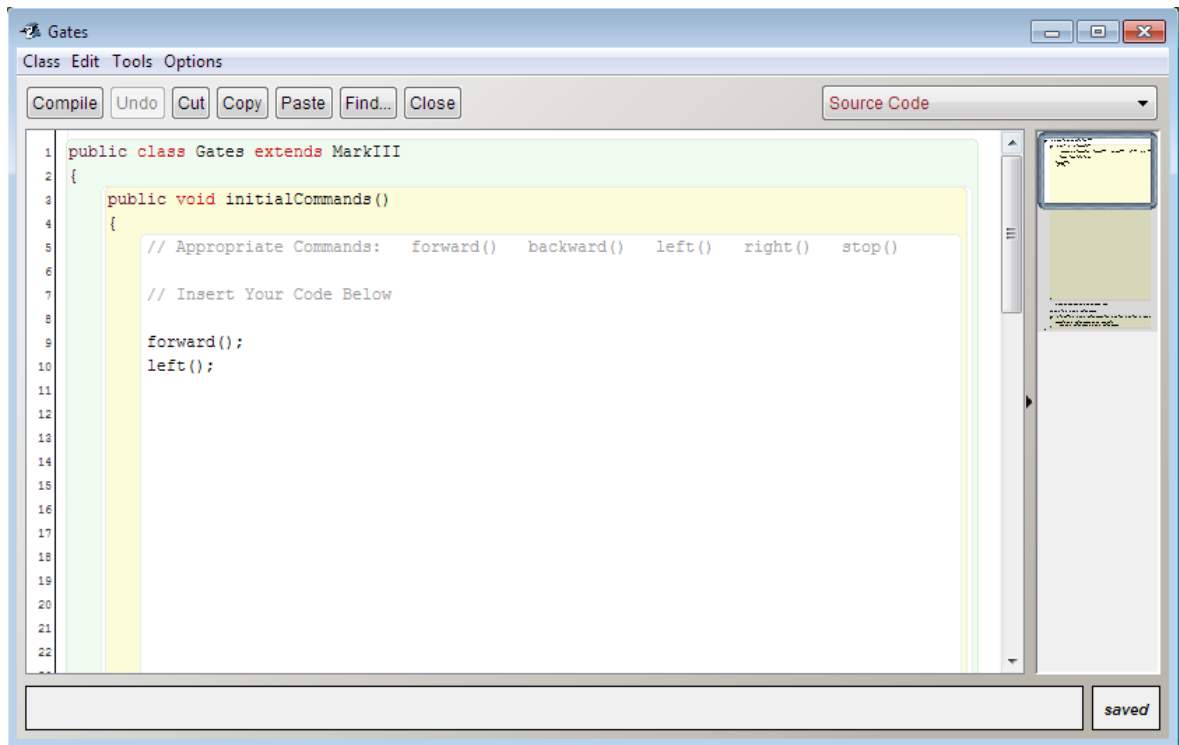 Gates
Class Edit Tools Options
Compile Undo Cut Copy Paste Find... Close Source Code
1 public class Gates extends MarkIII
2 {
3 public void initialCommands()
4 {
5 // Appropriate Commands: forward() backward() left() right() stop()
6
7 // Insert Your Code Below
8
9 forward();
10 left();
11
12
13
14
15
16
17
18
19
20
21
22
saved